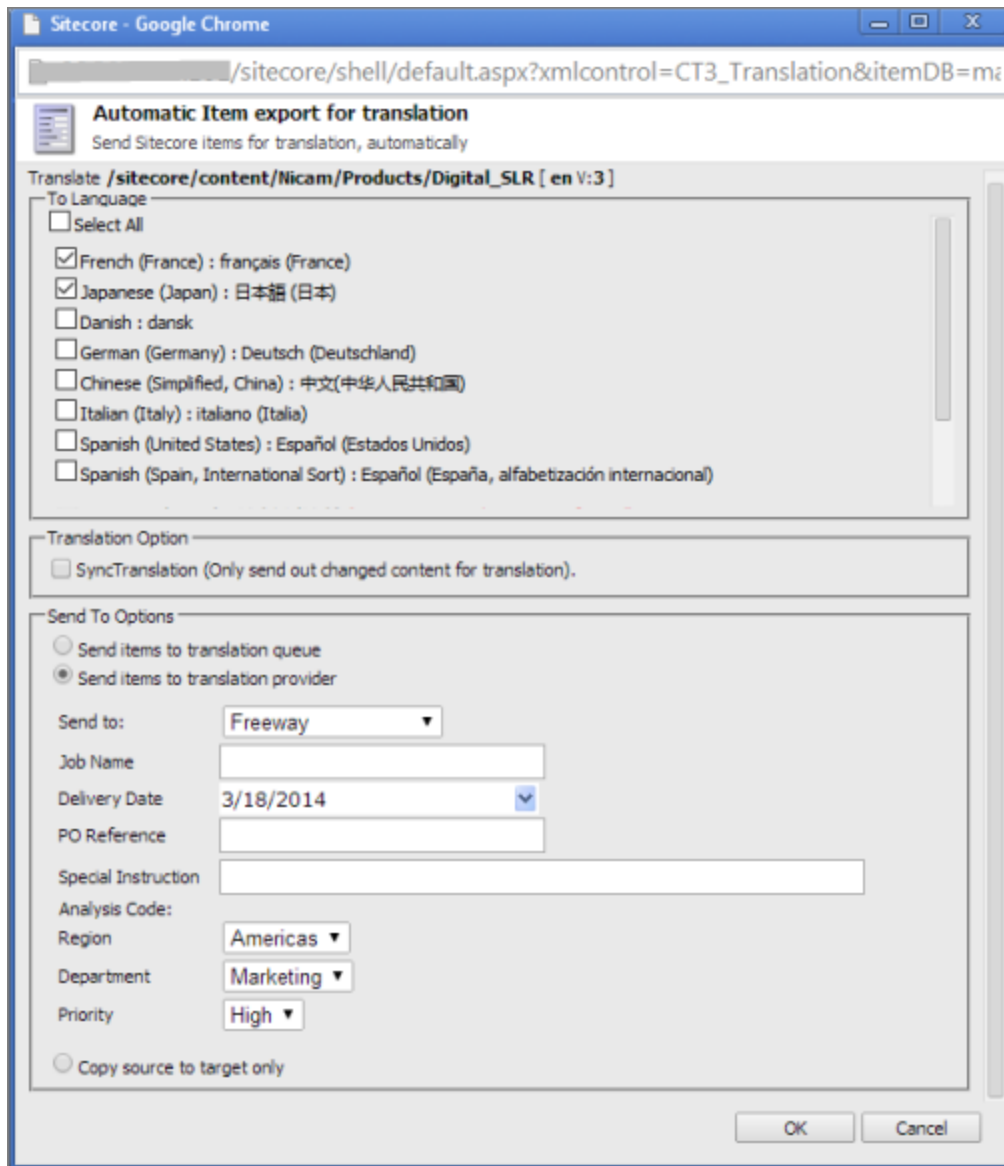 Sitecore - Google Chrome
/sitecore/shell/default.aspx?xmlcontrol=CT3_Translation&itemDB=ma
Automatic Item export for translation
Send Sitecore items for translation, automatically
Translate /sitecore/content/Nicam/Products/Digital_SLR [ en V:3 ]
To Language
Select All
French (France) : français (France)
Japanese (Japan) : 日本語 (日本)
Danish : dansk
German (Germany) : Deutsch (Deutschland)
Chinese (Simplified, China) : 中文(中华人民共和国)
Italian (Italy) : italiano (Italia)
Spanish (United States) : Español (Estados Unidos)
Spanish (Spain, International Sort) : Español (España, alfabetización internacional)
Translation Option
SyncTranslation (Only send out changed content for translation).
Send To Options
Send items to translation queue
Send items to translation provider
Send to: Freeway
Job Name
Delivery Date 3/18/2014
PO Reference
Special Instruction
Analysis Code:
Region Americas
Department Marketing
Priority High
Copy source to target only
OK Cancel